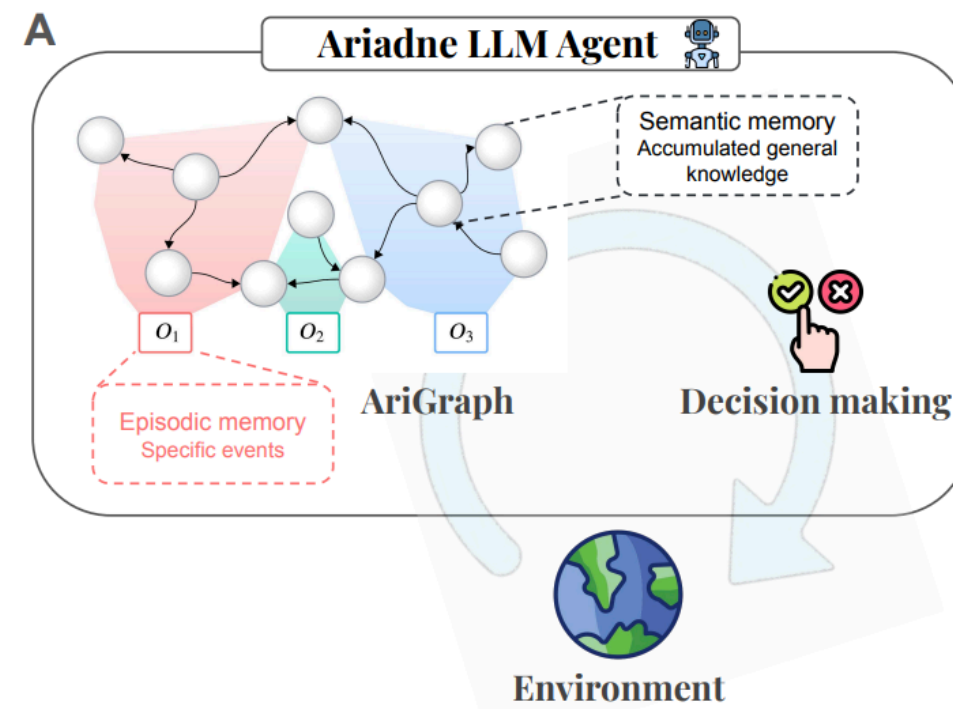 A
Ariadne LLM Agent
Semantic memory
Accumulated general
knowledge
O₁
O₂
O₃
AriGraph
Decision making
Episodic memory
Specific events
Environment